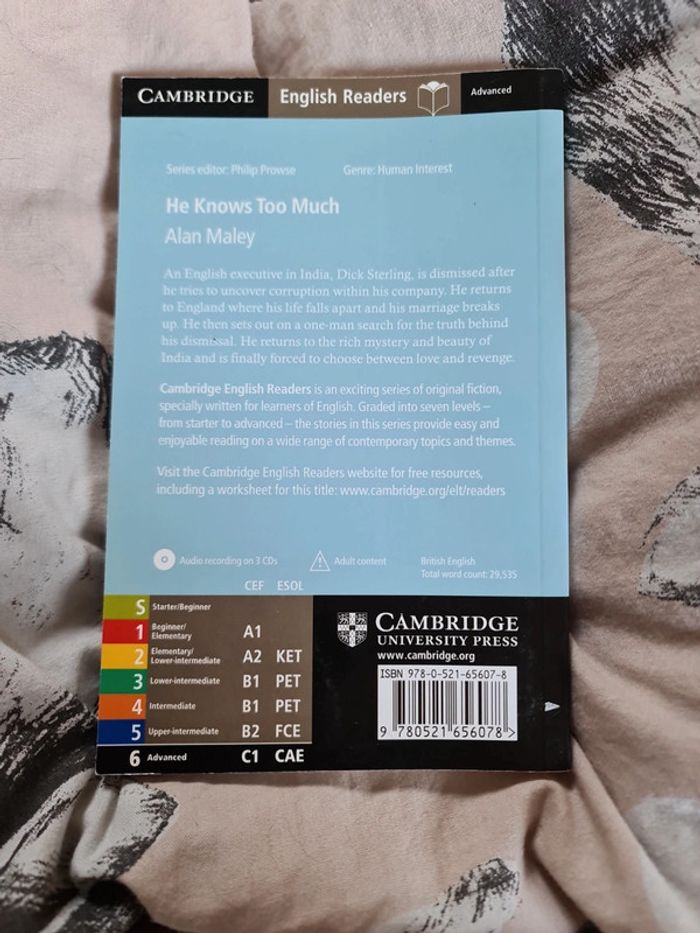 CAMBRIDGE English Readers Advanced
Series editor: Philip Prowse Genre: Human Interest
He Knows Too Much
Alan Maley
An English executive in India, Dick Sterling, is dismissed after
he tries to uncover corruption within his company. He returns
to England where his life falls apart and his marriage breaks
up. He then sets out on a one-man search for the truth behind
his dismissal. He returns to the rich mystery and beauty of
India and is finally forced to choose between love and revenge.
Cambridge English Readers is an exciting series of original fiction,
specially written for learners of English. Graded into seven levels –
from starter to advanced – the stories in this series provide easy and
enjoyable reading on a wide range of contemporary topics and themes.
Visit the Cambridge English Readers website for free resources,
including a worksheet for this title: www.cambridge.org/elt/readers
Audio recording on 3 CDs
Adult content
British English
Total word count: 29,535
CEF ESOL
S Starter/Beginner
1 Beginner/
Elementary A1
2 Elementary/
Lower-intermediate A2 KET
3 Lower-intermediate B1 PET
4 Intermediate B1 PET
5 Upper-intermediate B2 FCE
6 Advanced C1 CAE
CAMBRIDGE
UNIVERSITY PRESS
www.cambridge.org
ISBN 978-0-521-65607-8
9 780521 656078 >